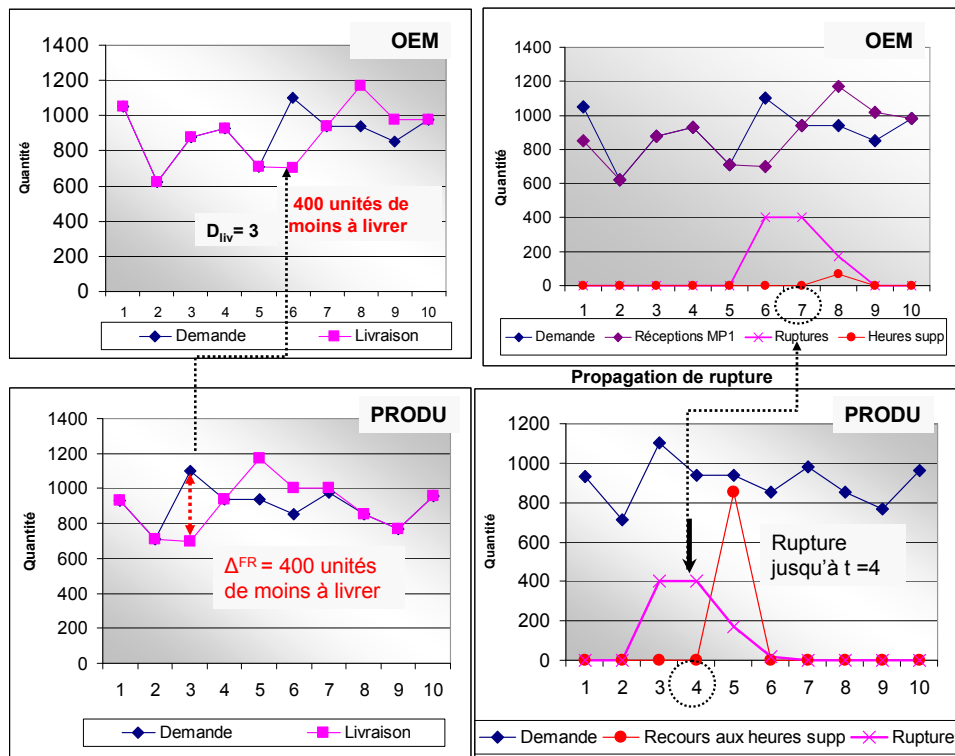 OEM
1400
1200
1000
800
600
400
200
0
Quantité
D liv = 3
400 unités de
moins à livrer
1 2 3 4 5 6 7 8 9 10
Demande Livraison
OEM
1400
1200
1000
800
600
400
200
0
Quantité
1 2 3 4 5 6 7 8 9 10
Demande Réceptions MP1 Ruptures Heures supp
Propagation de rupture
PRODU
1400
1200
1000
800
600
400
200
0
Quantité
Δ FR = 400 unités
de moins à livrer
1 2 3 4 5 6 7 8 9 10
Demande Livraison
PRODU
1200
1000
800
600
400
200
0
Quantité
Rupture
jusqu'à t =4
1 2 3 4 5 6 7 8 9 10
Demande Recours aux heures supp Rupture